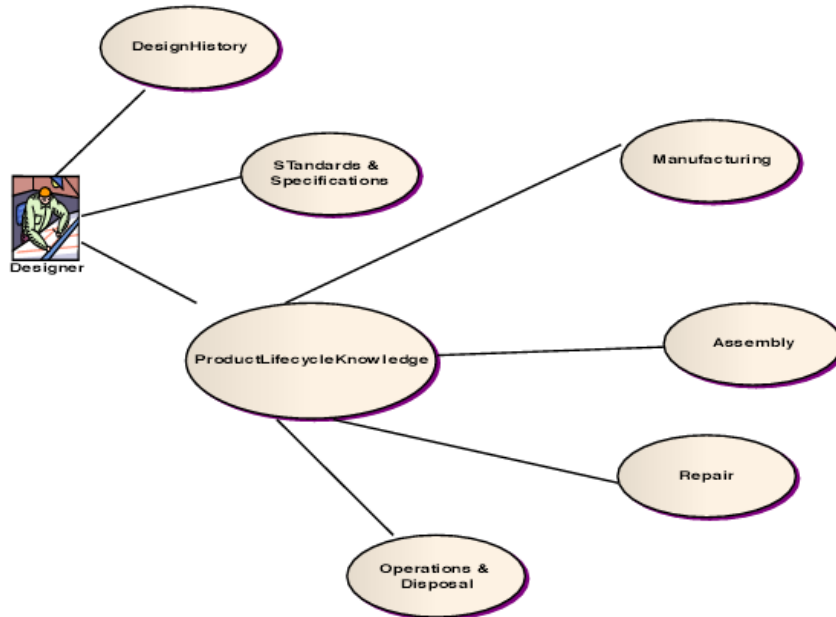 DesignHistory
STandards &
Specifications
Manufacturing
Designer
ProductLifecycleKnowledge
Assembly
Repair
Operations &
Disposal